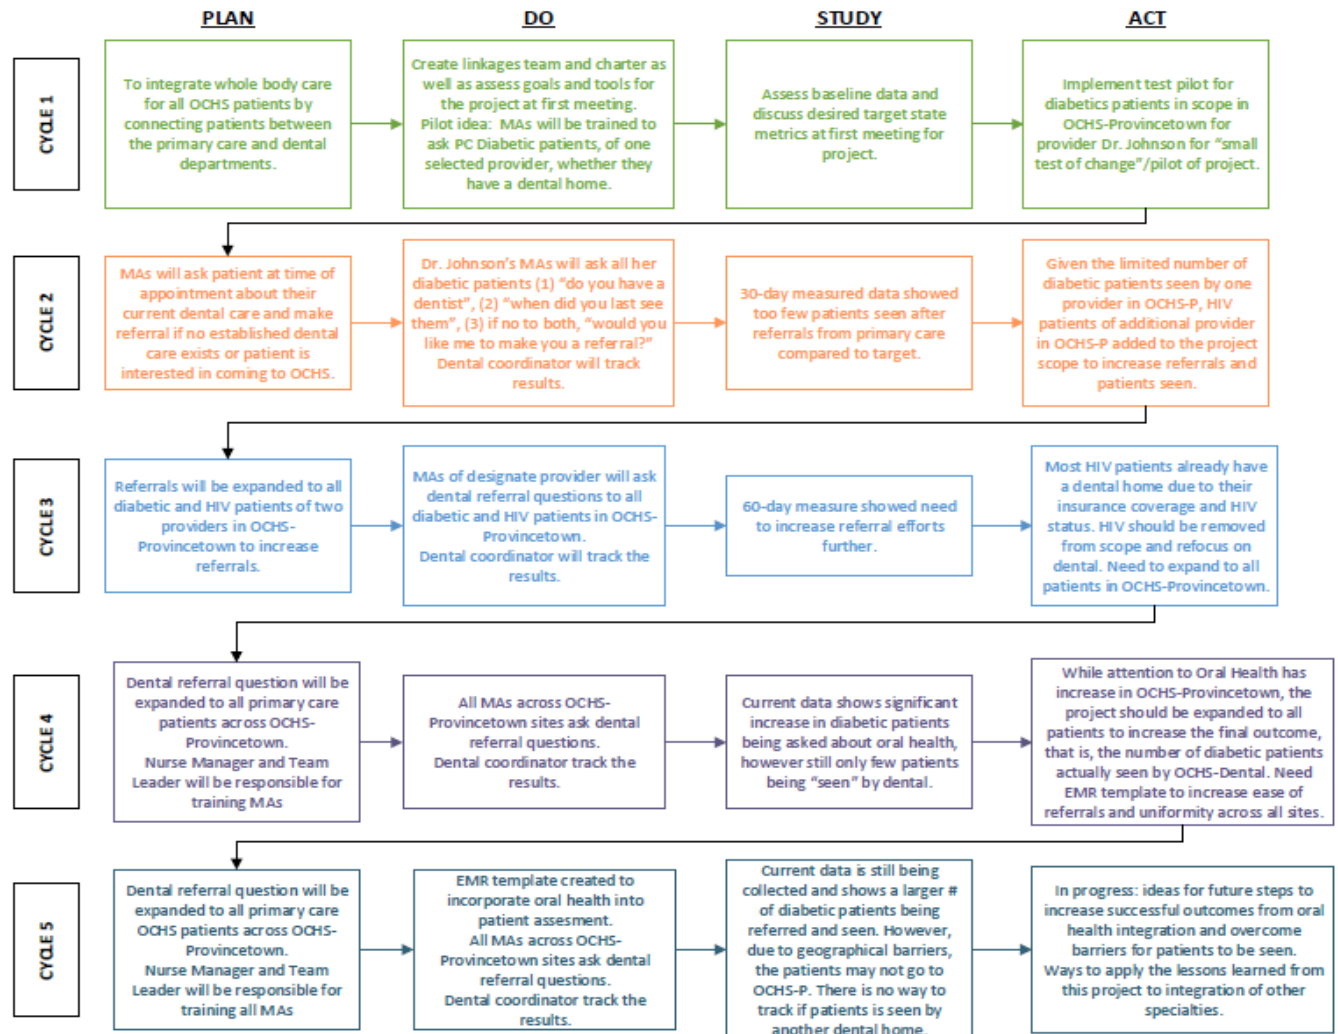 PLAN
DO
STUDY
ACT
CYCLE 1
To integrate whole body care
for all OCHS patients by
connecting patients between
the primary care and dental
departments.
Create linkages team and charter as
well as assess goals and tools for
the project at first meeting.
Pilot idea: MAs will be trained to
ask PC Diabetic patients, of one
selected provider, whether they
have a dental home.
Assess baseline data and
discuss desired target state
metrics at first meeting for
project.
Implement test pilot for
diabetics patients in scope in
OCHS-Provincetown for
provider Dr. Johnson for "small
test of change"/pilot of project.
CYCLE 2
MAs will ask patient at time of
appointment about their
current dental care and make
referral if no established dental
care exists or patient is
interested in coming to OCHS.
Dr. Johnson's MAs will ask all her
diabetic patients (1) "do you have a
dentist", (2) "when did you last see
them", (3) if no to both, "would you
like me to make you a referral?"
Dental coordinator will track
results.
30-day measured data showed
too few patients seen after
referrals from primary care
compared to target.
Given the limited number of
diabetic patients seen by one
provider in OCHS-P, HIV
patients of additional provider
in OCHS-P added to the project
scope to increase referrals and
patients seen.
CYCLE 3
Referrals will be expanded to all
diabetic and HIV patients of two
providers in OCHS-
Provincetown to increase
referrals.
MAs of designate provider will ask
dental referral questions to all
diabetic and HIV patients in OCHS-
Provincetown.
Dental coordinator will track the
results.
60-day measure showed need
to increase referral efforts
further.
Most HIV patients already have
a dental home due to their
insurance coverage and HIV
status. HIV should be removed
from scope and refocus on
dental. Need to expand to all
patients in OCHS-Provincetown.
CYCLE 4
Dental referral question will be
expanded to all primary care
patients across OCHS-
Provincetown.
Nurse Manager and Team
Leader will be responsible for
training MAs
All MAs across OCHS-
Provincetown sites ask dental
referral questions.
Dental coordinator track the
results.
Current data shows significant
increase in diabetic patients
being asked about oral health,
however still only few patients
being "seen" by dental.
While attention to Oral Health has
increase in OCHS-Provincetown, the
project should be expanded to all
patients to increase the final outcome,
that is, the number of diabetic patients
actually seen by OCHS-Dental. Need
EMR template to increase ease of
referrals and uniformity across all sites.
CYCLE 5
Dental referral question will be
expanded to all primary care
OCHS patients across OCHS-
Provincetown.
Nurse Manager and Team
Leader will be responsible for
training all MAs
EMR template created to
incorporate oral health into
patient assesment.
All MAs across OCHS-
Provincetown sites ask dental
referral questions.
Dental coordinator track the
results.
Current data is still being
collected and shows a larger #
of diabetic patients being
referred and seen. However,
due to geographical barriers,
the patients may not go to
OCHS-P. There is no way to
track if patients is seen by
another dental home.
In progress: ideas for future steps to
increase successful outcomes from oral
health integration and overcome
barriers for patients to be seen.
Ways to apply the lessons learned from
this project to integration of other
specialties.